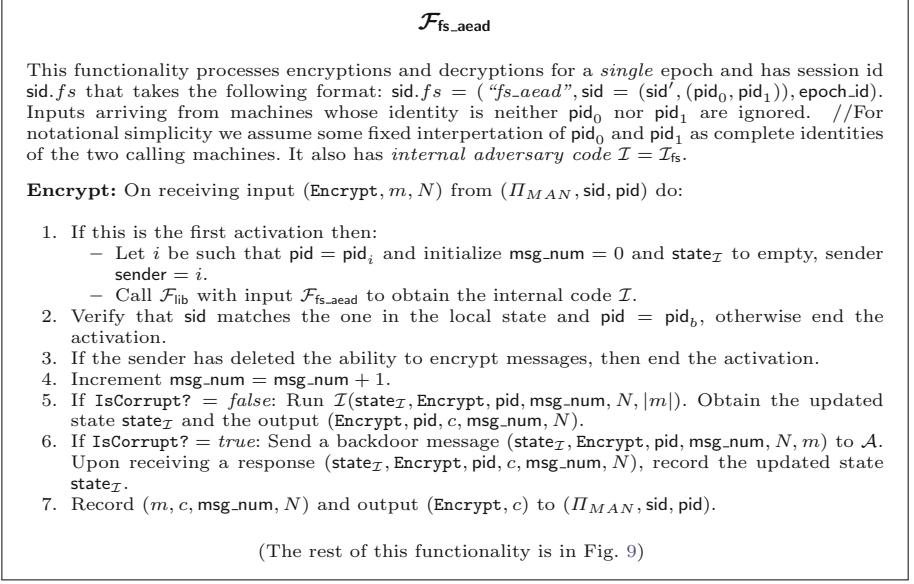 𝓕fs_aead
This functionality processes encryptions and decryptions for a single epoch and has session id
sid.fs that takes the following format: sid.fs = (“fs_aead”, sid = (sid′, (pid₀, pid₁)), epoch_id).
Inputs arriving from machines whose identity is neither pid₀ nor pid₁ are ignored. //For
notational simplicity we assume some fixed interpertation of pid₀ and pid₁ as complete identities
of the two calling machines. It also has internal adversary code 𝓘 = 𝓘fs.
Encrypt: On receiving input (Encrypt, m, N) from (Π_MAN, sid, pid) do:
1. If this is the first activation then:
– Let i be such that pid = pidᵢ and initialize msg_num = 0 and state_𝓘 to empty, sender
sender = i.
– Call 𝓕lib with input 𝓕fs_aead to obtain the internal code 𝓘.
2. Verify that sid matches the one in the local state and pid = pid_b, otherwise end the
activation.
3. If the sender has deleted the ability to encrypt messages, then end the activation.
4. Increment msg_num = msg_num + 1.
5. If IsCorrupt? = false: Run 𝓘(state_𝓘, Encrypt, pid, msg_num, N, |m|). Obtain the updated
state state_𝓘 and the output (Encrypt, pid, c, msg_num, N).
6. If IsCorrupt? = true: Send a backdoor message (state_𝓘, Encrypt, pid, msg_num, N, m) to 𝓐.
Upon receiving a response (state_𝓘, Encrypt, pid, c, msg_num, N), record the updated state
state_𝓘.
7. Record (m, c, msg_num, N) and output (Encrypt, c) to (Π_MAN, sid, pid).
(The rest of this functionality is in Fig. 9)